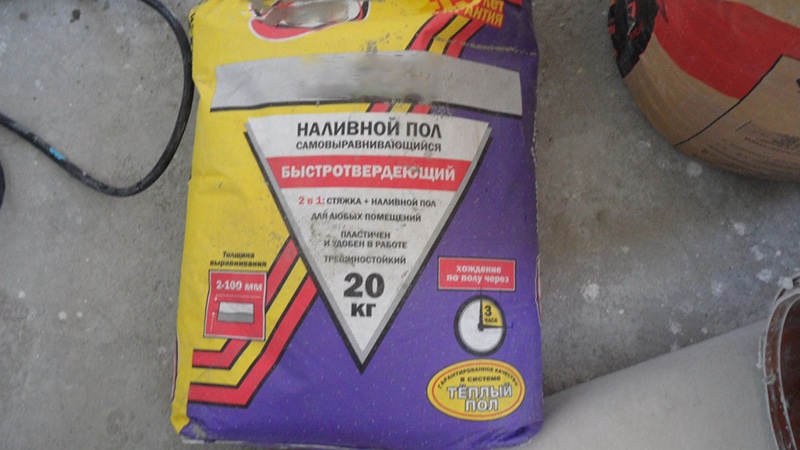 ЛЕТ
НАЛИВНОЙ ПОЛ
САМОВЫРАВНИВАЮЩИЙСЯ
БЫСТРОТВЕРДЕЮЩИЙ
2 в 1: СТЯЖКА + НАЛИВНОЙ ПОЛ
ДЛЯ ЛЮБЫХ ПОМЕЩЕНИЙ
ПЛАСТИЧЕН
И УДОБЕН В РАБОТЕ
ТРЕЩИНОСТОЙКИЙ
20
КГ
Толщина
выравнивания
2-100 мм
хождение
по полу через
3
ЧАСА
ГАРАНТИРОВАННОЕ КАЧЕСТВО
в системе
ТЁПЛЫЙ
ПОЛ